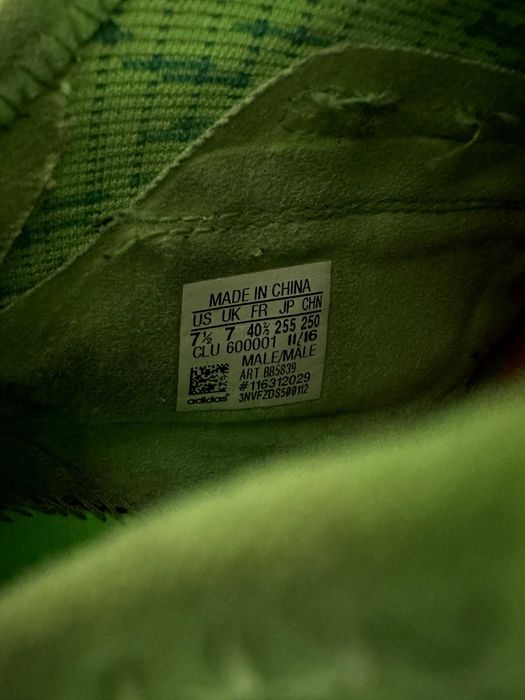 MADE IN CHINA
US UK FR JP CHN
7½ 7 40⅔ 255 250
CLU 600001 11/16
MALE/MALE
ART BB5839
#116312029
adidas 3NVFZDS500112